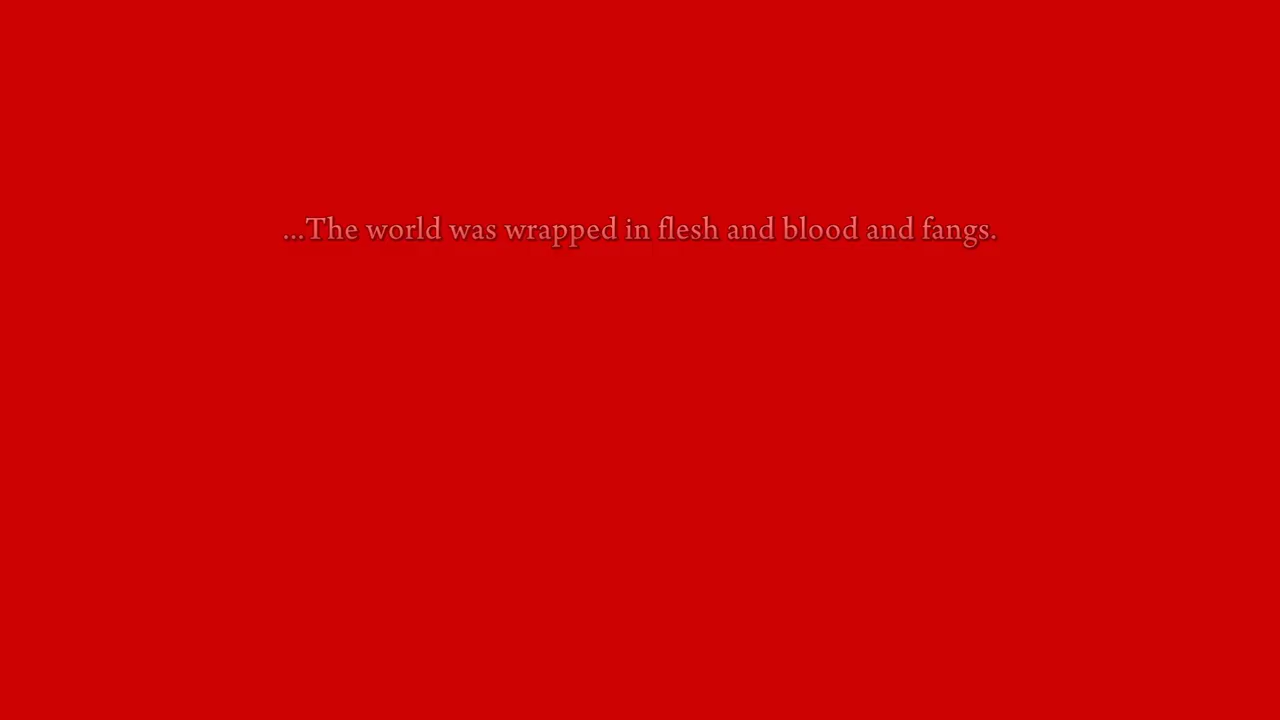 ...The world was wrapped in flesh and blood and fangs.